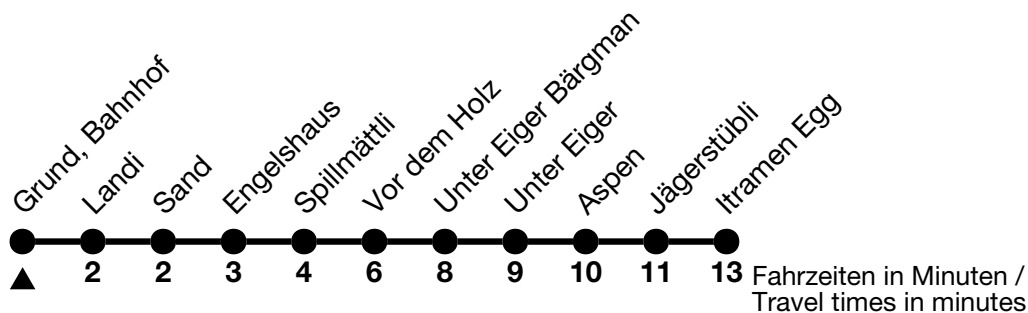 Grund, Bahnhof
Landi
Sand
Engelshaus
Spillmättli
Vor dem Holz
Unter Eiger Bärgman
Unter Eiger
Aspen
Jägerstübli
Itramen Egg
2 2 3 4 6 8 9 10 11 13
Fahrzeiten in Minuten /
Travel times in minutes